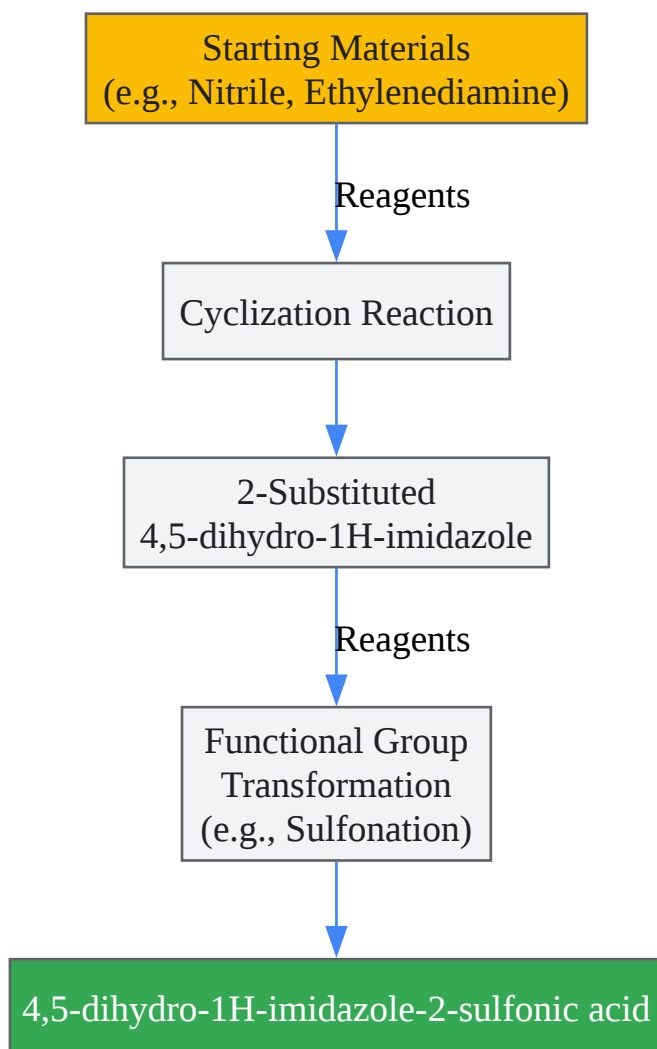 Starting Materials
(e.g., Nitrile, Ethylenediamine)
Reagents
Cyclization Reaction
2-Substituted
4,5-dihydro-1H-imidazole
Reagents
Functional Group
Transformation
(e.g., Sulfonation)
4,5-dihydro-1H-imidazole-2-sulfonic acid